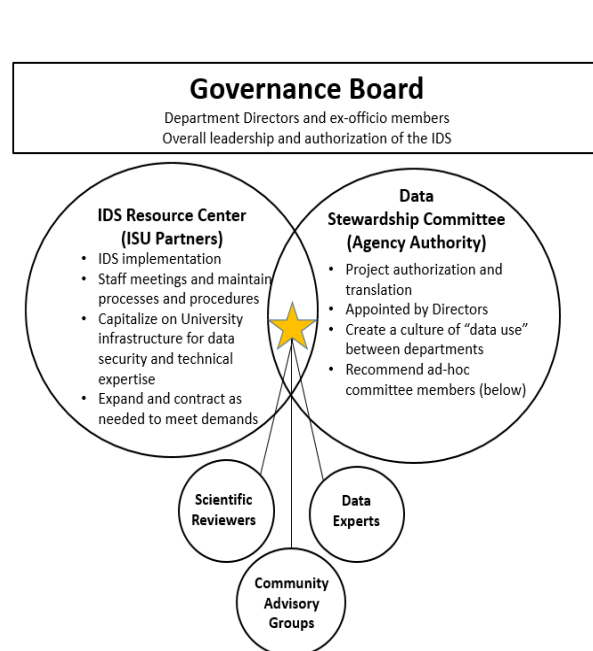 Governance Board
Department Directors and ex-officio members
Overall leadership and authorization of the IDS
IDS Resource Center
(ISU Partners)
• IDS implementation
• Staff meetings and maintain
processes and procedures
• Capitalize on University
infrastructure for data
security and technical
expertise
• Expand and contract as
needed to meet demands
Data
Stewardship Committee
(Agency Authority)
• Project authorization and
translation
• Appointed by Directors
• Create a culture of “data use”
between departments
• Recommend ad-hoc
committee members (below)
Scientific
Reviewers
Data
Experts
Community
Advisory
Groups